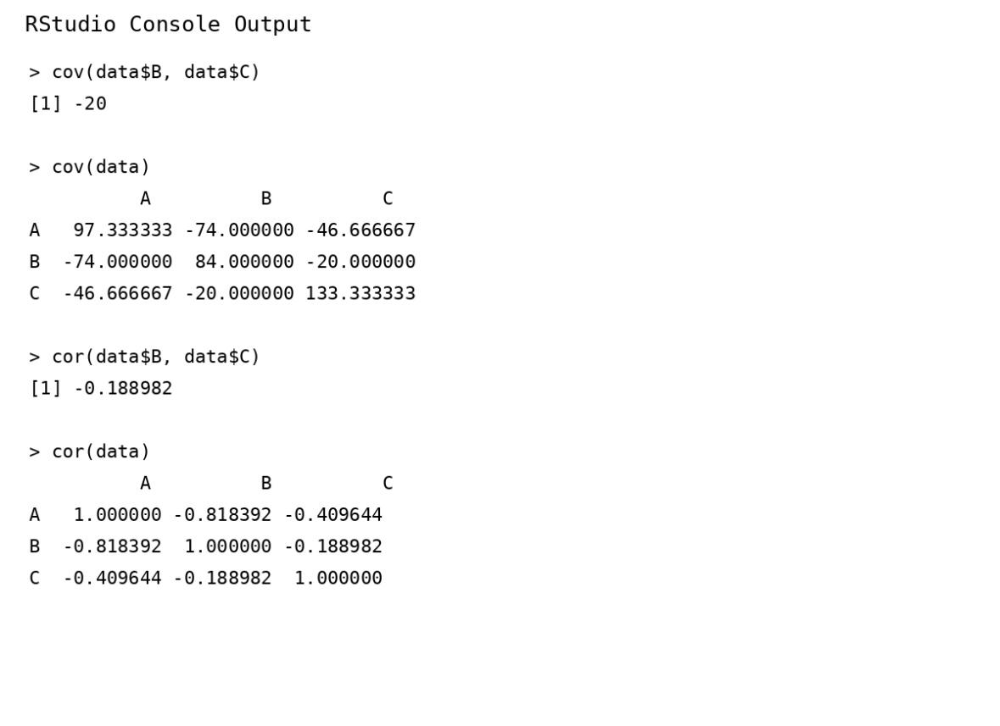 RStudio Console Output
> cov(data$B, data$C)
[1] -20
> cov(data)
A B C
A 97.333333 -74.000000 -46.666667
B -74.000000 84.000000 -20.000000
C -46.666667 -20.000000 133.333333
> cor(data$B, data$C)
[1] -0.188982
> cor(data)
A B C
A 1.000000 -0.818392 -0.409644
B -0.818392 1.000000 -0.188982
C -0.409644 -0.188982 1.000000